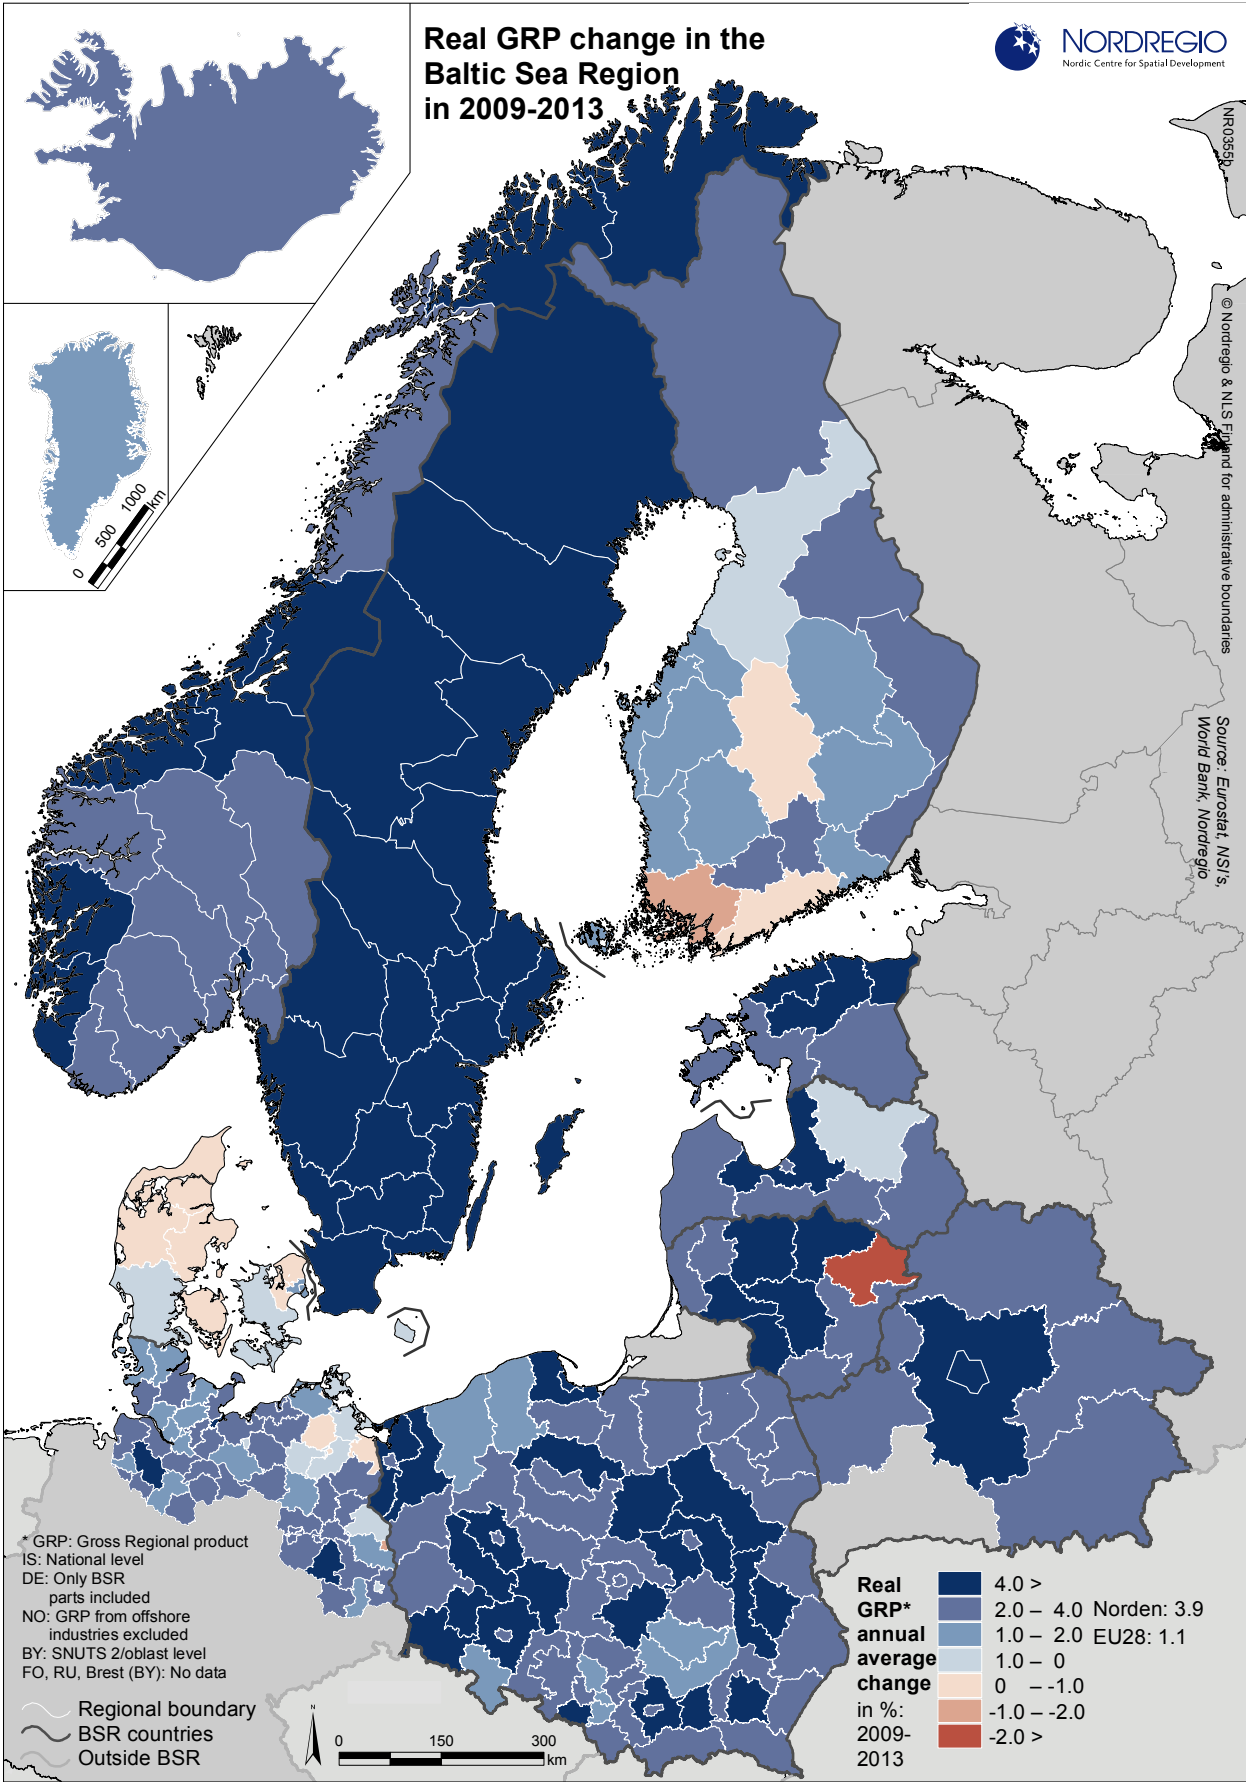 Real GRP change in the
Baltic Sea Region
in 2009-2013
NORDREGIO
Nordic Centre for Spatial Development
NR0355b
© Nordregio & NLS Finland for administrative boundaries
Source: Eurostat, NSI's,
World Bank, Nordregio
0 500 1000
km
* GRP: Gross Regional product
IS: National level
DE: Only BSR
parts included
NO: GRP from offshore
industries excluded
BY: SNUTS 2/oblast level
FO, RU, Brest (BY): No data
Regional boundary
BSR countries
Outside BSR
N
0 150 300
km
Real
GRP*
annual
average
change
in %:
2009-
2013
4.0 >
2.0 – 4.0
1.0 – 2.0
1.0 – 0
0 – -1.0
-1.0 – -2.0
-2.0 >
Norden: 3.9
EU28: 1.1